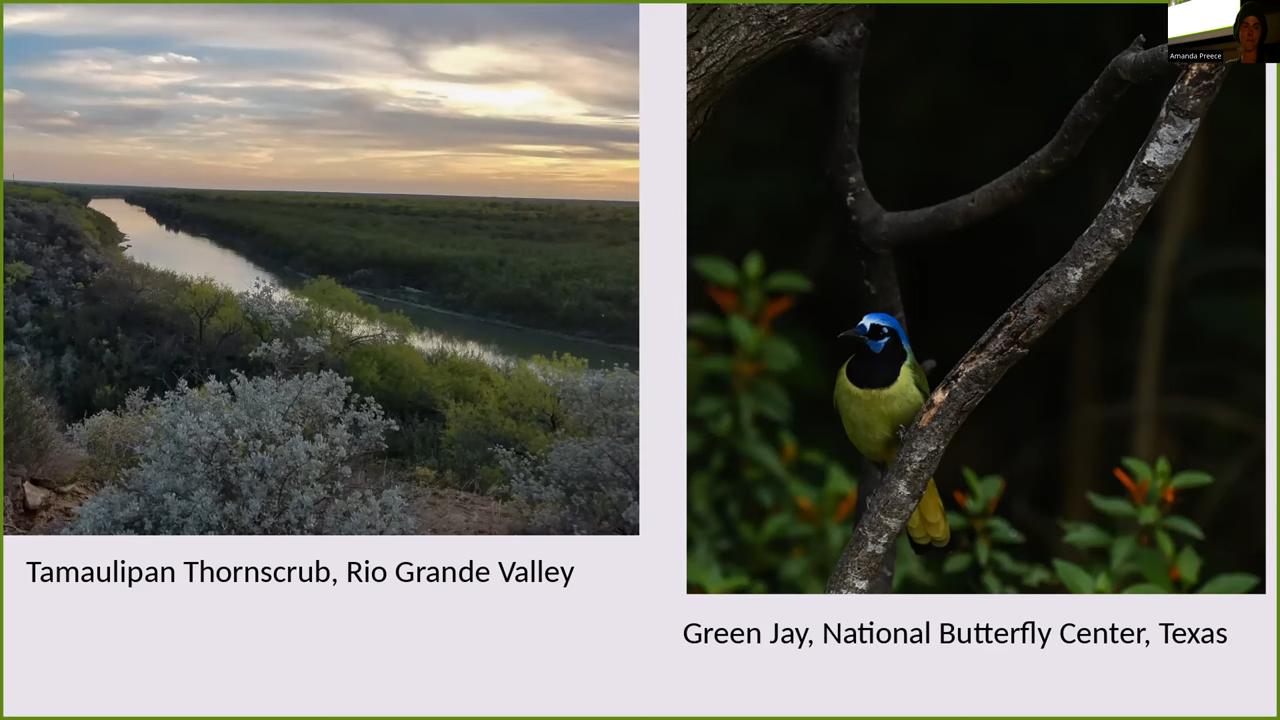 Amanda Preece
Tamaulipan Thornscrub, Rio Grande Valley
Green Jay, National Butterfly Center, Texas